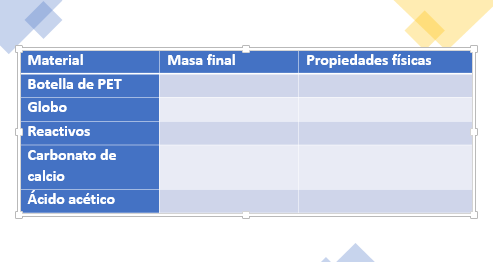 Material Masa final Propiedades físicas
Botella de PET
Globo
Reactivos
Carbonato de
calcio
Ácido acético